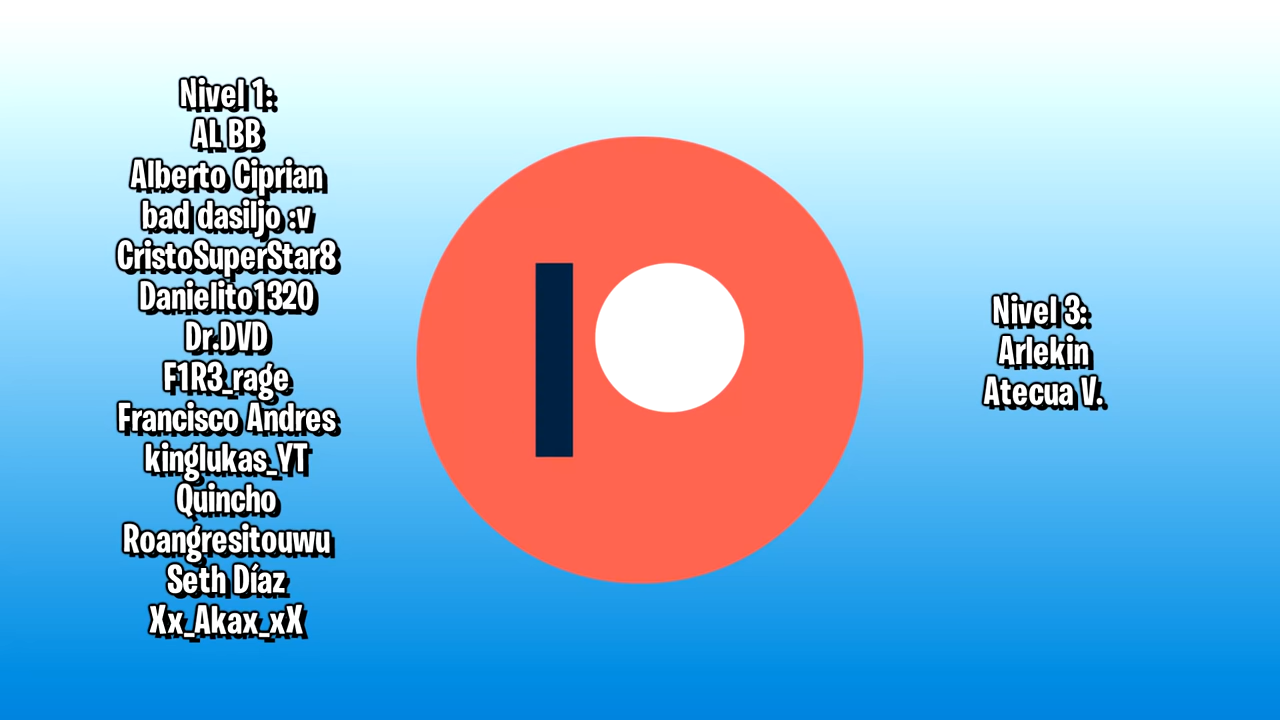 Nivel 1:
AL BB
Alberto Ciprian
bad dasiljo :v
CristoSuperStar8
Danielito1320
Dr.DVD
F1R3_rage
Francisco Andres
kinglukas_YT
Quincho
Roangresitouwu
Seth Díaz
Xx_Akax_xX
Nivel 3:
Arlekin
Atecua V.